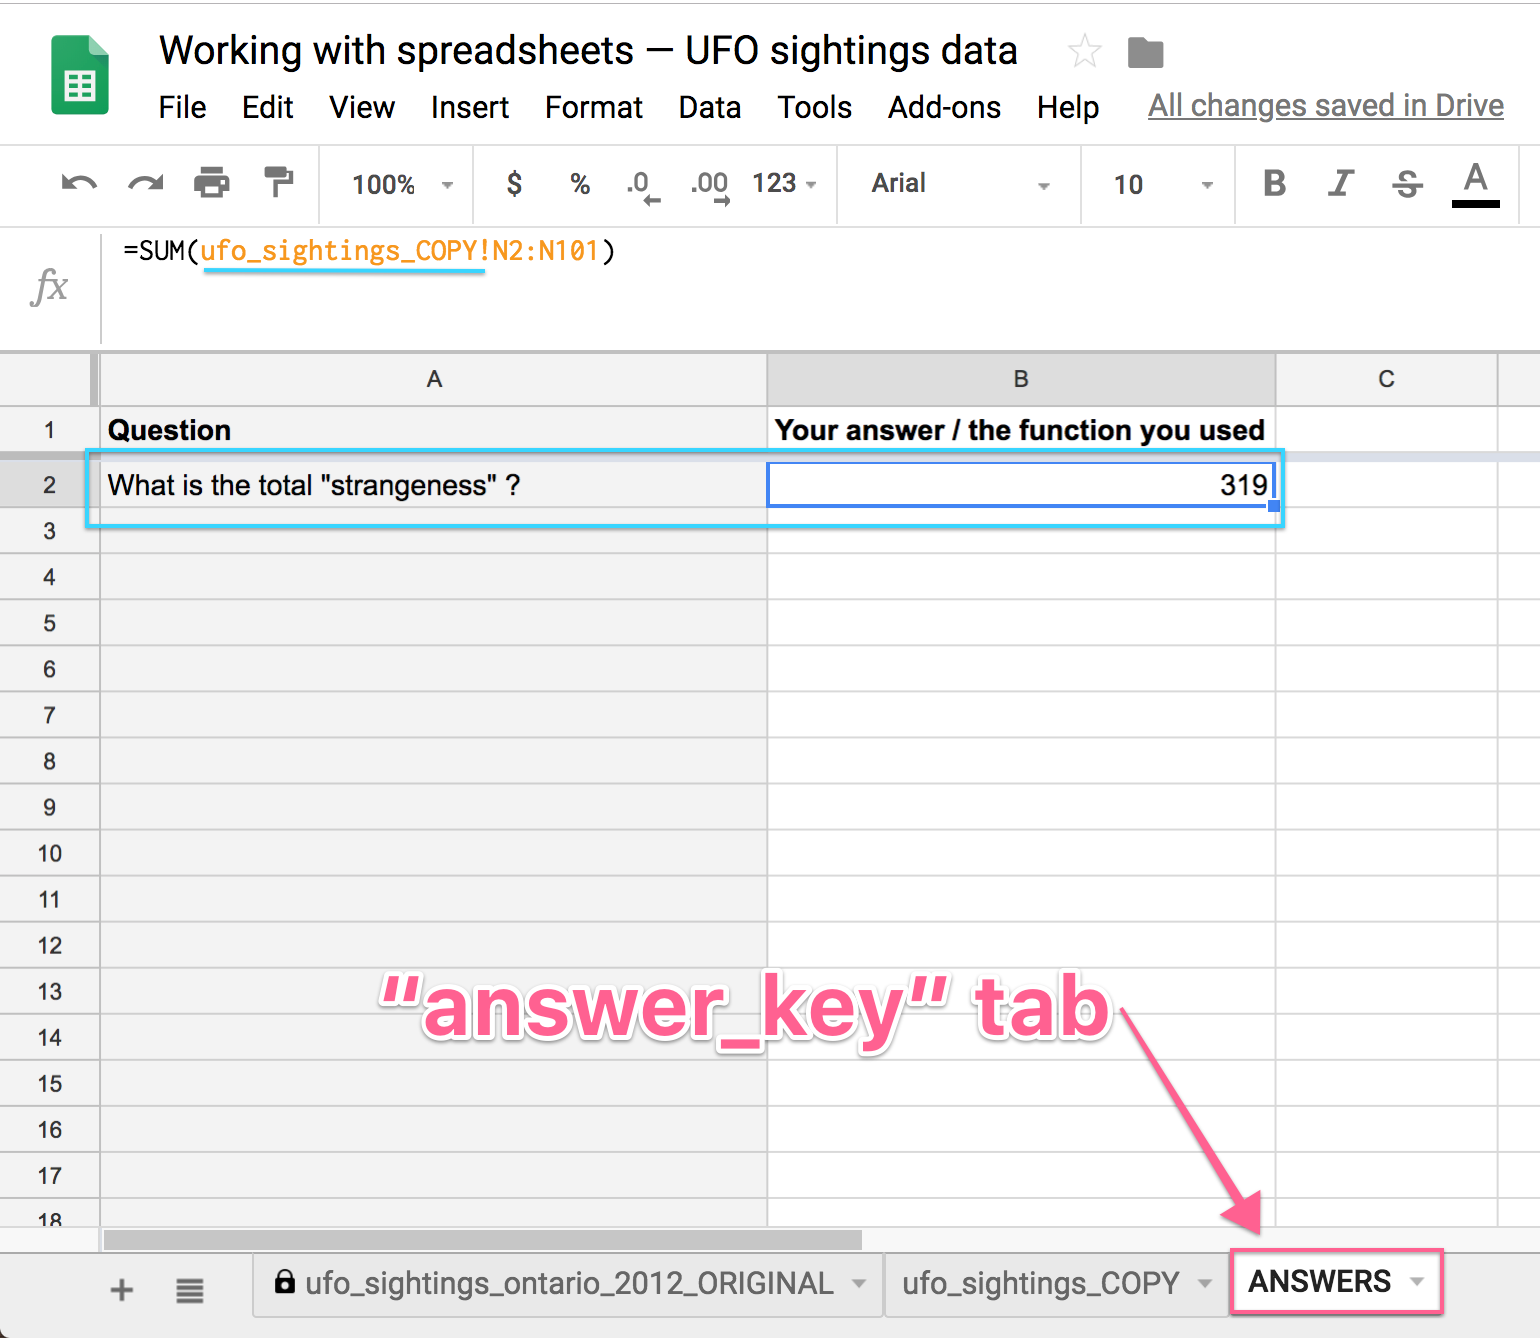 Working with spreadsheets — UFO sightings data
File Edit View Insert Format Data Tools Add-ons Help All changes saved in Drive
100% $ % .0 .00 123 Arial 10 B I S A
=SUM(ufo_sightings_COPY!N2:N101)
fx
A B C
1 Question Your answer / the function you used
2 What is the total "strangeness" ? 319
3
4
5
6
7
8
9
10
11
12
13
"answer_key" tab
14
15
16
17
18
+ ufo_sightings_ontario_2012_ORIGINAL ufo_sightings_COPY ANSWERS